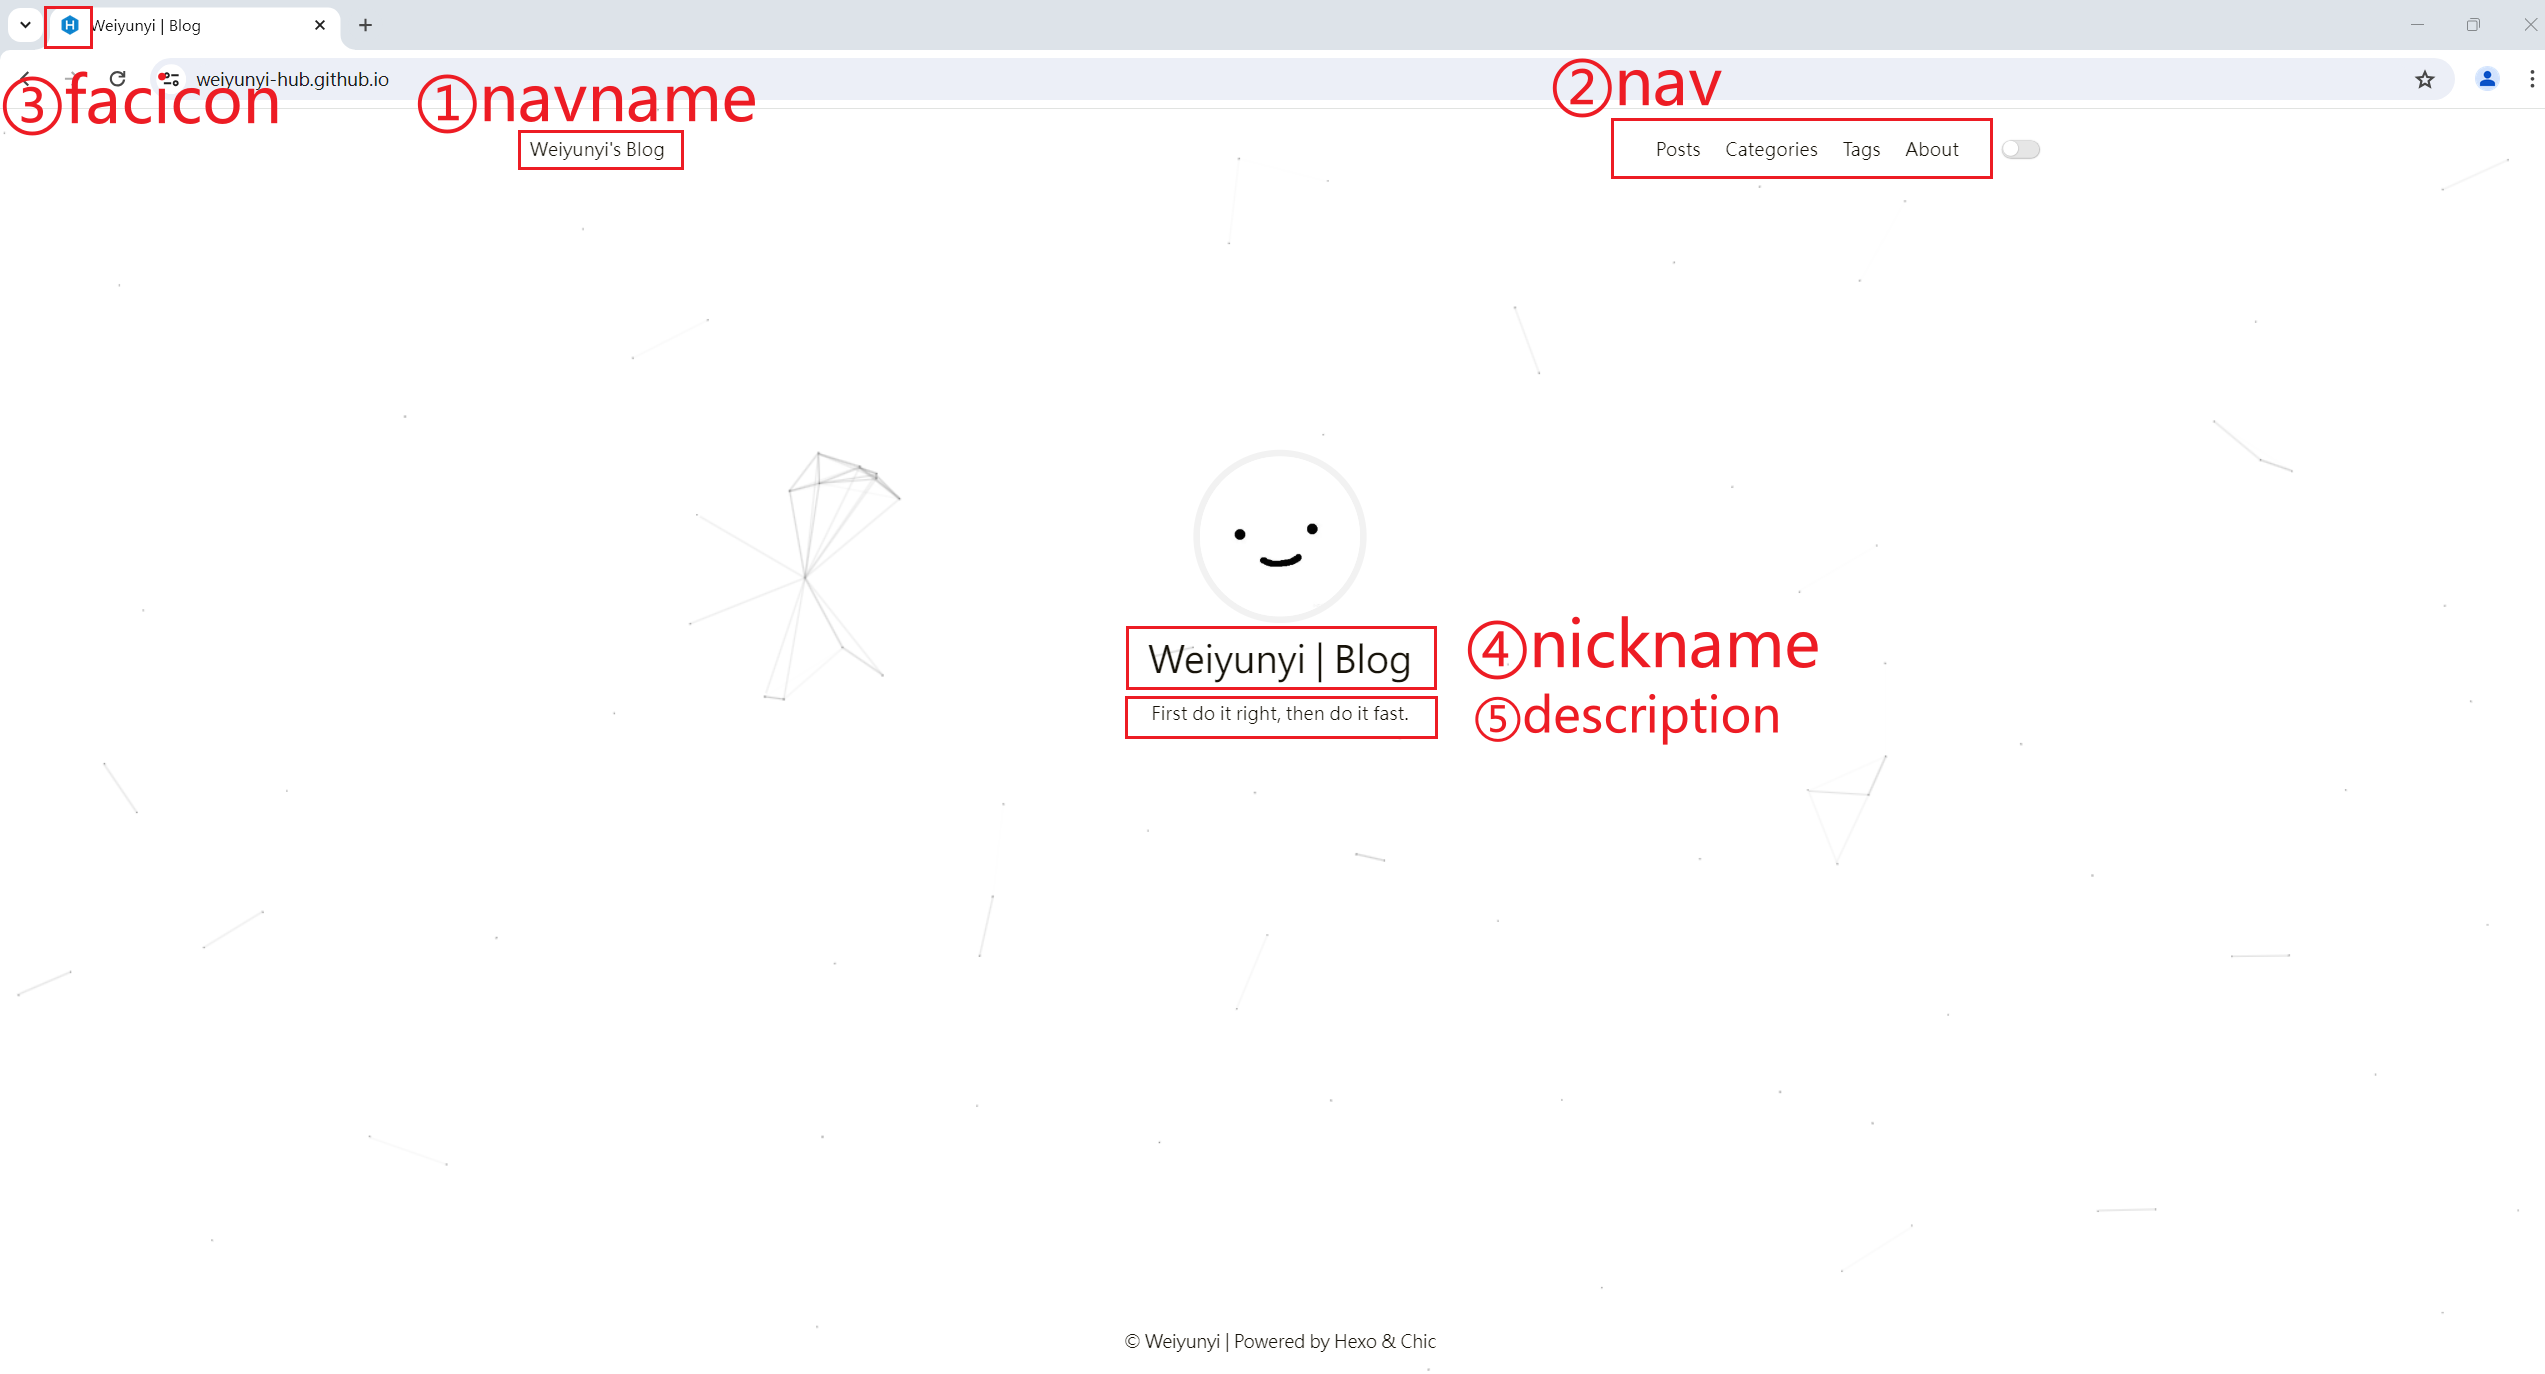 H Weiyunyi | Blog
weiyunyi-hub.github.io
③facicon
①navname
②nav
Weiyunyi's Blog
Posts Categories Tags About
Weiyunyi | Blog
④nickname
First do it right, then do it fast.
⑤description
© Weiyunyi | Powered by Hexo & Chic